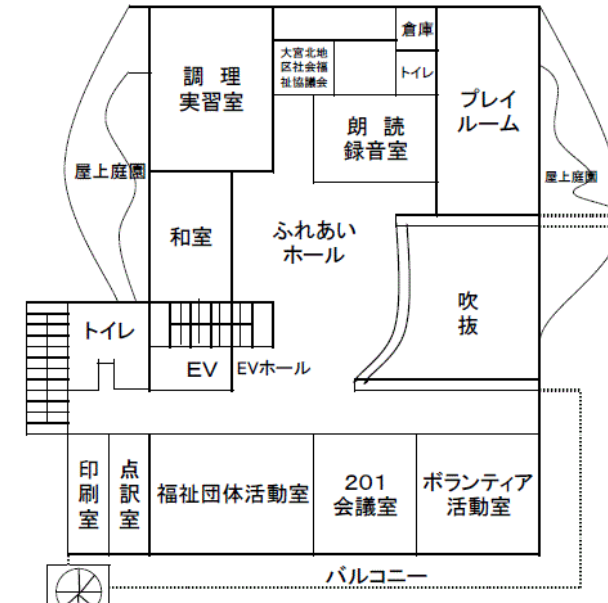 倉庫
大宮北地
区社会福
祉協議会
トイレ
調 理
実習室
プレイ
ルーム
朗 読
録音室
屋上庭園
屋上庭園
和室
ふれあい
ホール
吹
抜
トイレ
EV
EVホール
印
刷
室
点
訳
室
福祉団体活動室
201
会議室
ボランティア
活動室
バルコニー